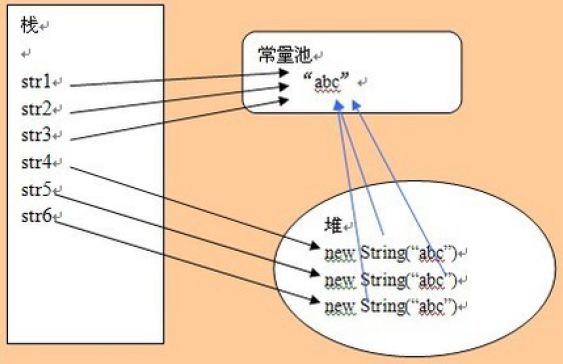 栈
str1
str2
str3
str4
str5
str6
常量池
“abc”
堆
new String(“abc”)
new String(“abc”)
new String(“abc”)